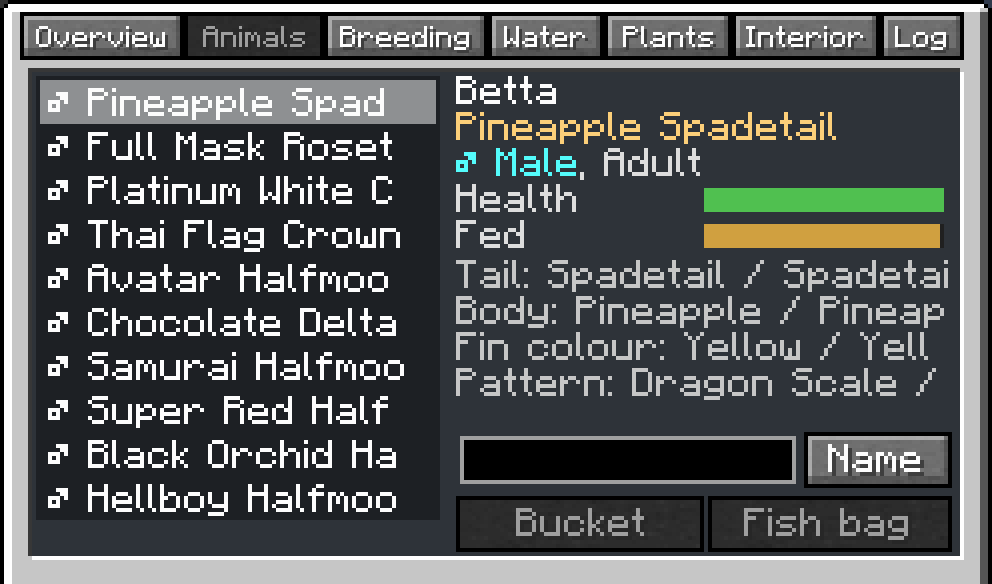 Overview Animals Breeding Water Plants Interior Log
♂ Pineapple Spad
♂ Full Mask Roset
♂ Platinum White C
♂ Thai Flag Crown
♂ Avatar Halfmoo
♂ Chocolate Delta
♂ Samurai Halfmoo
♂ Super Red Half
♂ Black Orchid Ha
♂ Hellboy Halfmoo
Betta
Pineapple Spadetail
♂ Male, Adult
Health
Fed
Tail: Spadetail / Spadetai
Body: Pineapple / Pineap
Fin colour: Yellow / Yell
Pattern: Dragon Scale /
Name
Bucket Fish bag